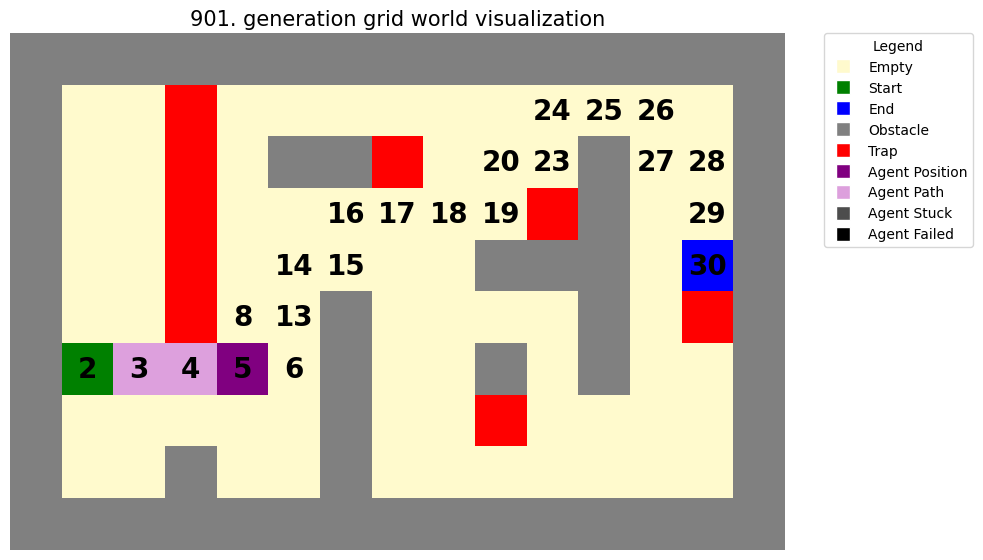 901. generation grid world visualization
24 25 26
20 23 27 28
16 17 18 19 29
14 15 30
8 13
2 3 4 5 6
Legend
Empty
Start
End
Obstacle
Trap
Agent Position
Agent Path
Agent Stuck
Agent Failed